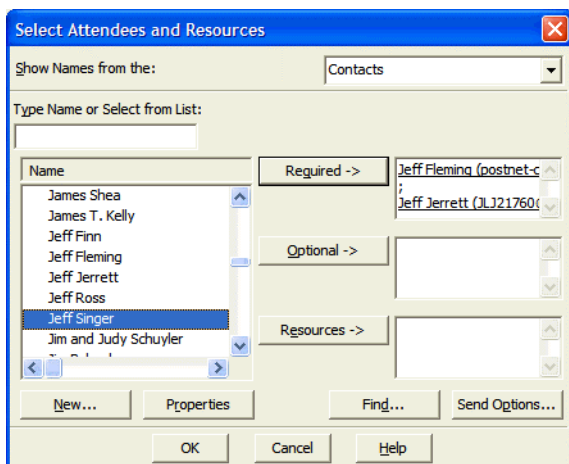 Select Attendees and Resources
Show Names from the:
Contacts
Type Name or Select from List:
Name
James Shea
James T. Kelly
Jeff Finn
Jeff Fleming
Jeff Jerrett
Jeff Ross
Jeff Singer
Jim and Judy Schuyler
Required ->
Jeff Fleming (postnet-c
;
Jeff Jerrett (JLJ21760@
Optional ->
Resources ->
New...
Properties
Find...
Send Options...
OK
Cancel
Help